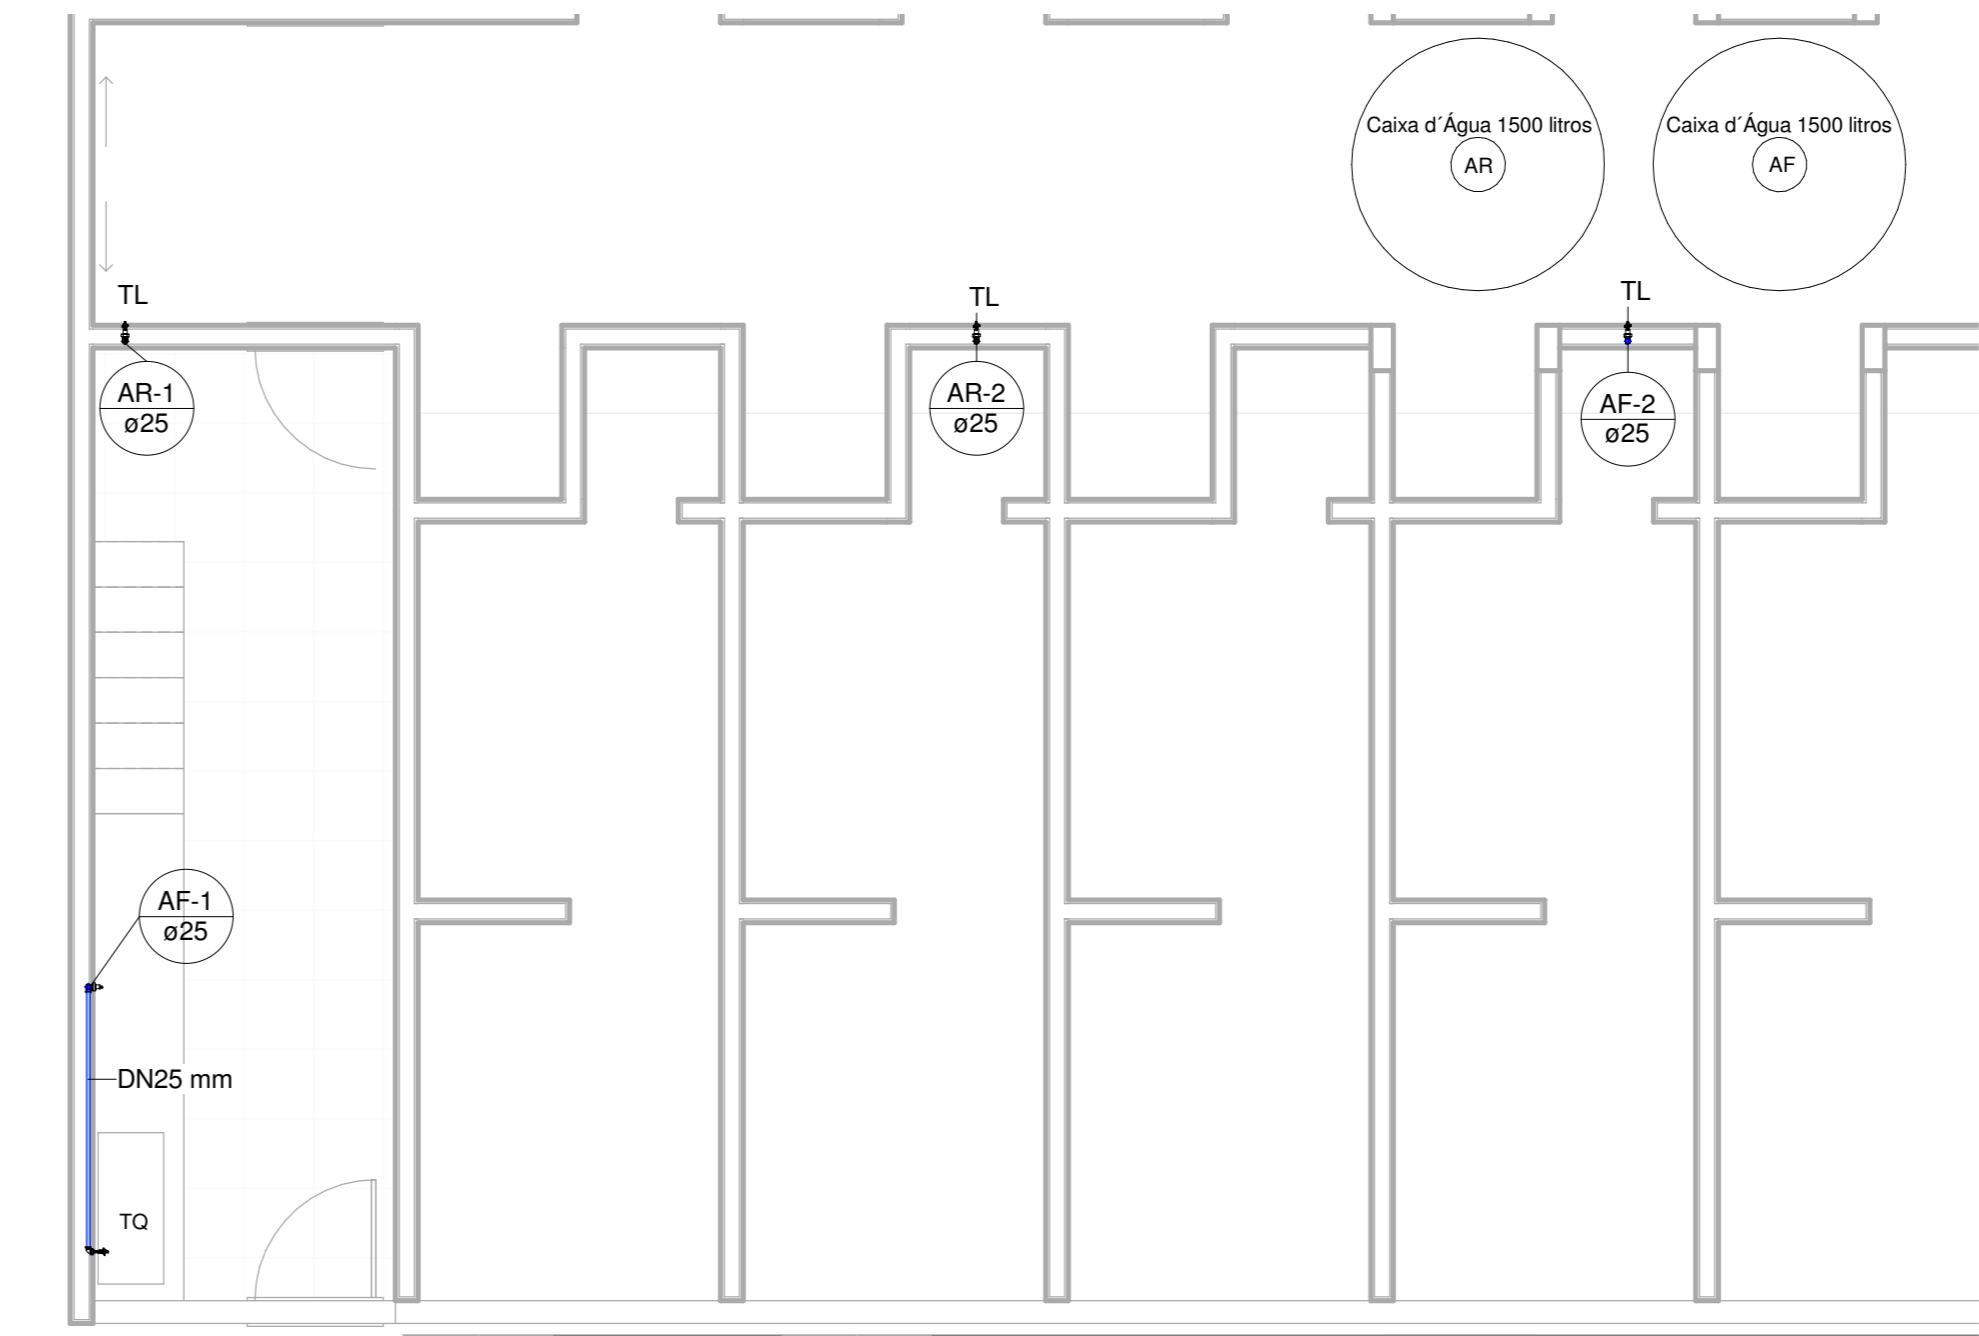 Caixa d´Água 1500 litros
AR
Caixa d´Água 1500 litros
AF
TL
TL
TL
AR-1
ø25
AR-2
ø25
AF-2
ø25
AF-1
ø25
DN25 mm
TQ